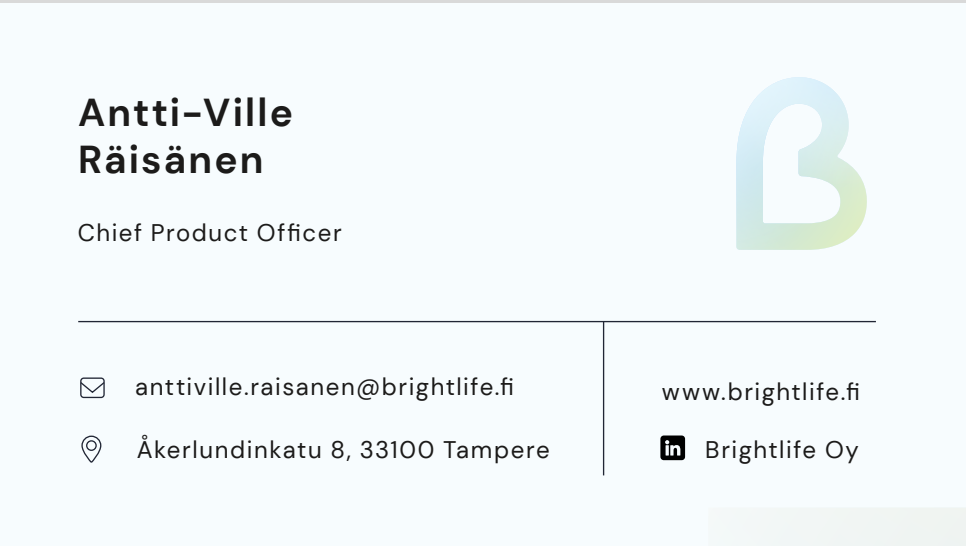 Antti-Ville
Räisänen
Chief Product Officer
anttiville.raisanen@brightlife.fi
Åkerlundinkatu 8, 33100 Tampere
www.brightlife.fi
Brightlife Oy